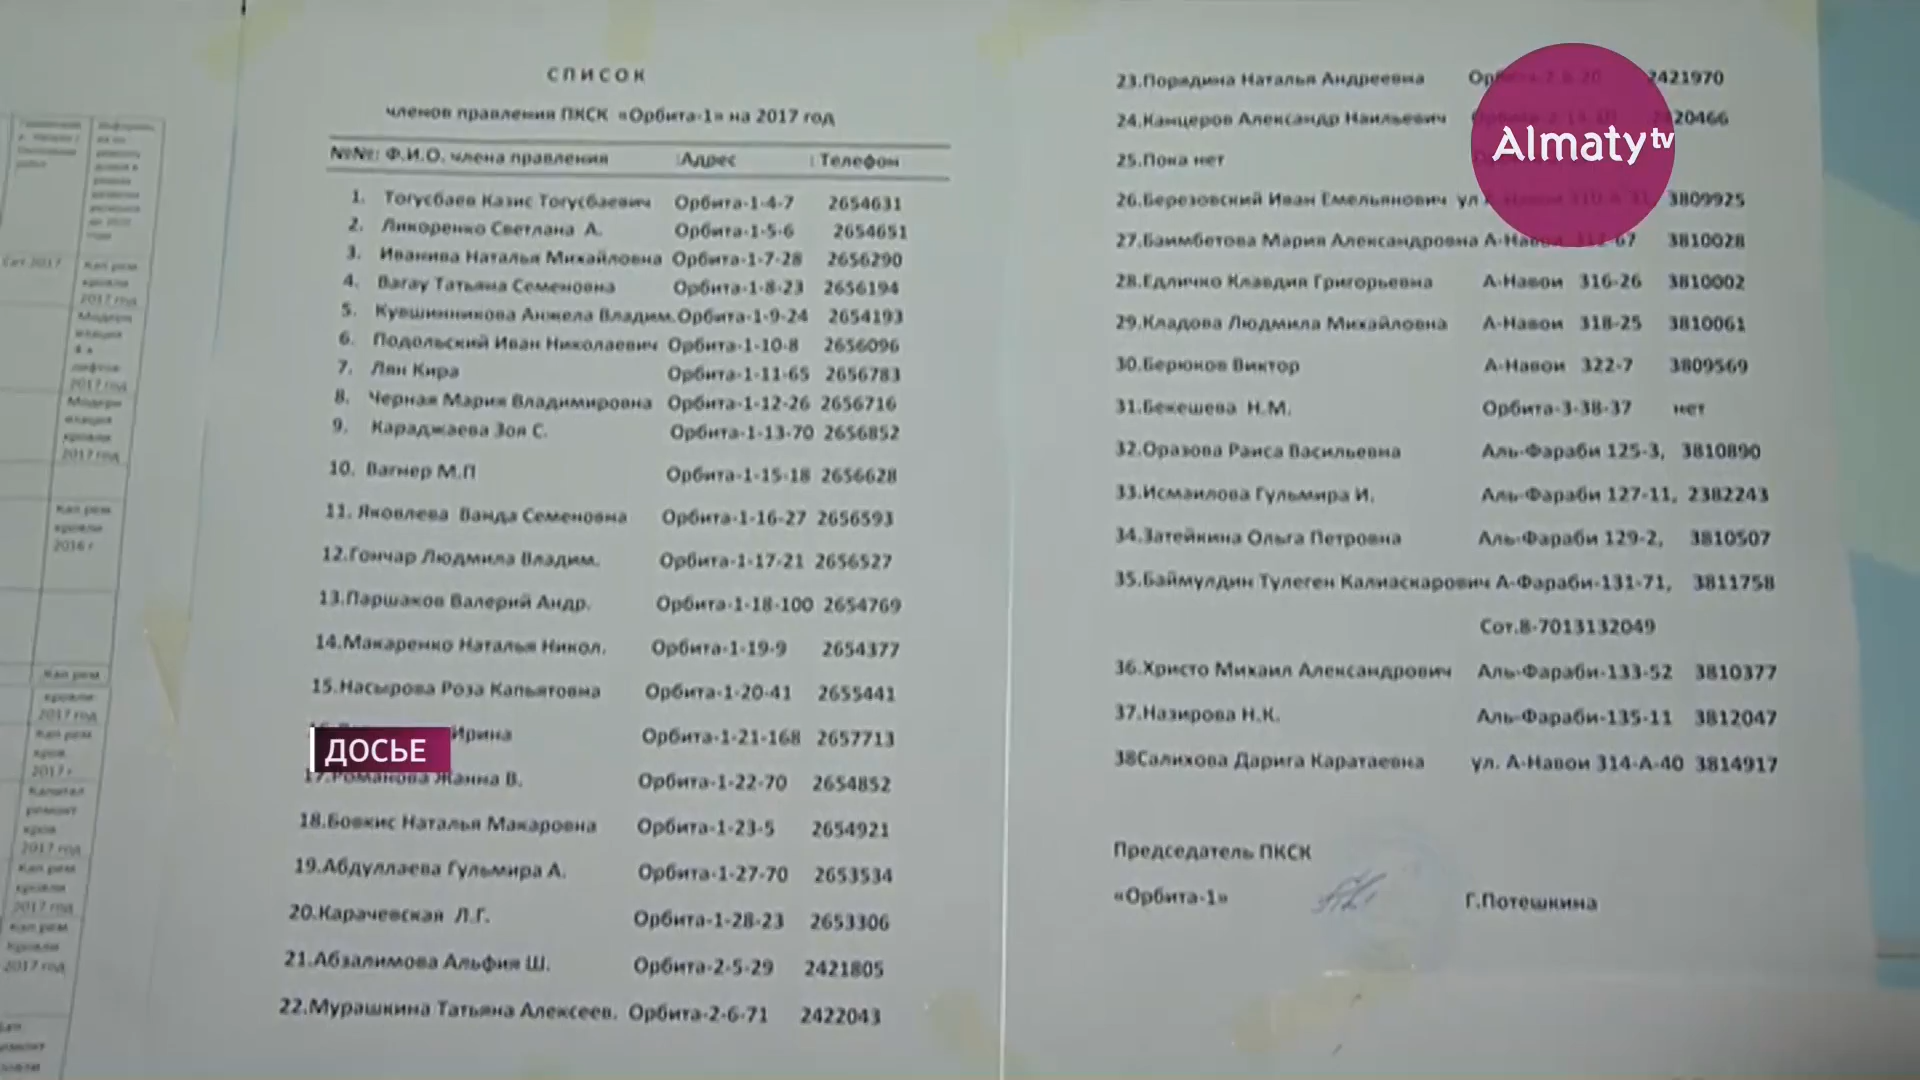 СПИСОК
членов правления ПКСК «Орбита-1» на 2017 год
№№: Ф.И.О. члена правления :Адрес : Телефон
1. Тогусбаев Казис Тогусбаевич Орбита-1-4-7 2654631
2. Ликоренко Светлана А. Орбита-1-5-6 2654651
3. Иванива Наталья Михайловна Орбита-1-7-28 2656290
4. Вагау Татьяна Семеновна Орбита-1-8-23 2656194
5. Кувшинникова Анжела Владим. Орбита-1-9-24 2654193
6. Подольский Иван Николаевич Орбита-1-10-8 2656096
7. Лян Кира Орбита-1-11-65 2656783
8. Черная Мария Владимировна Орбита-1-12-26 2656716
9. Караджаева Зоя С. Орбита-1-13-70 2656852
10. Вагнер М.П Орбита-1-15-18 2656628
11. Яковлева Ванда Семеновна Орбита-1-16-27 2656593
12.Гончар Людмила Владим. Орбита-1-17-21 2656527
13.Паршаков Валерий Андр. Орбита-1-18-100 2654769
14.Макаренко Наталья Никол. Орбита-1-19-9 2654377
15.Насырова Роза Капьятовна Орбита-1-20-41 2655441
Ирина Орбита-1-21-168 2657713
17.Романова Жанна В. Орбита-1-22-70 2654852
18.Бовкис Наталья Макаровна Орбита-1-23-5 2654921
19.Абдуллаева Гульмира А. Орбита-1-27-70 2653534
20.Карачевская Л.Г. Орбита-1-28-23 2653306
21.Абзалимова Альфия Ш. Орбита-2-5-29 2421805
22.Мурашкина Татьяна Алексеев. Орбита-2-6-71 2422043
ДОСЬЕ
23.Порядина Наталья Андреевна 2421970
24.Канцеров Александр Наильевич
25.Пока нет
26.Березовский Иван Емельянович ул 3809925
27.Баимбетова Мария Александровна А-Навои 3810028
28.Едличко Клавдия Григорьевна А-Навои 316-26 3810002
29.Кладова Людмила Михайловна А-Навои 318-25 3810061
30.Берюков Виктор А-Навои 322-7 3809569
31.Бекешева Н.М. Орбита-3-38-37 нет
32.Оразова Раиса Васильевна Аль-Фараби 125-3, 3810890
33.Исмаилова Гульмира И. Аль-Фараби 127-11, 2382243
34.Затейкина Ольга Петровна Аль-Фараби 129-2, 3810507
35.Баймулдин Тулеген Калиаскарович А-Фараби-131-71, 3811758
Сот.8-7013132049
36.Христо Михаил Александрович Аль-Фараби-133-52 3810377
37.Назирова Н.К. Аль-Фараби-135-11 3812047
38Салихова Дарига Каратаевна ул. А-Навои 314-А-40 3814917
Председатель ПКСК
«Орбита-1» Г.Потешкина
Almaty tv